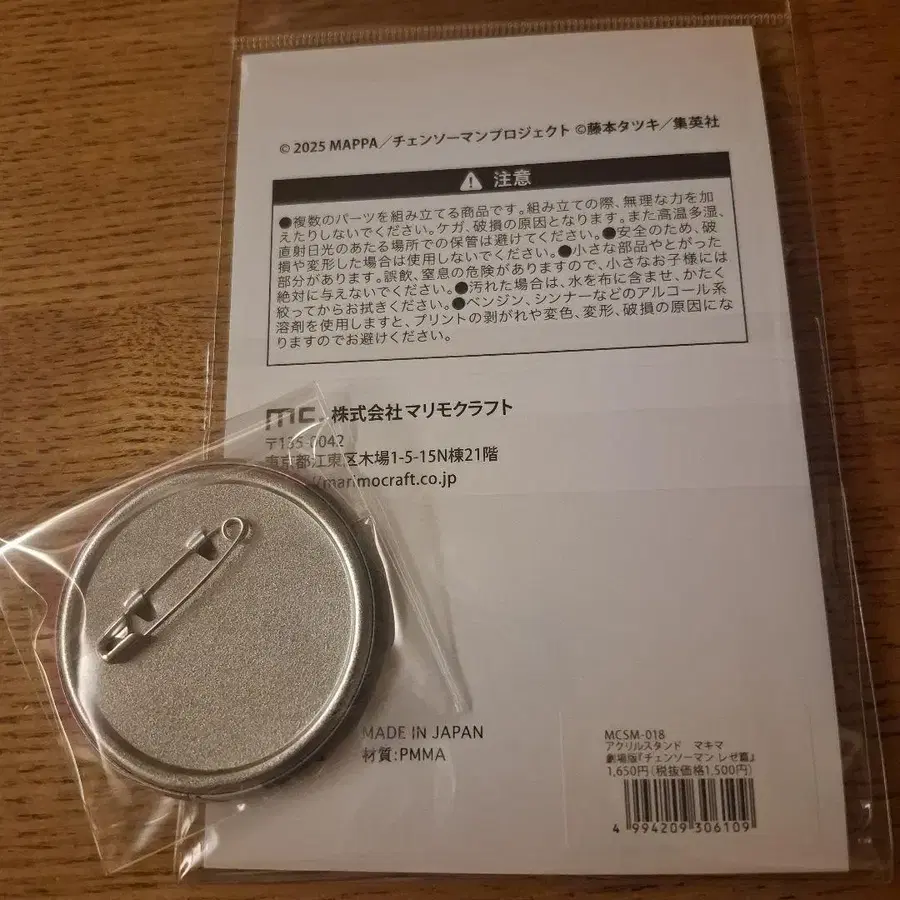 © 2025 MAPPA／チェンソーマンプロジェクト ©藤本タツキ／集英社
注意
●複数のパーツを組み立てる商品です。組み立ての際、無理な力を加
えたりしないでください。ケガ、破損の原因となります。また高温多湿、
直射日光のあたる場所での保管は避けてください。●安全のため、破
損や変形した場合は使用しないでください。●小さな部品やとがった
部分があります。誤飲、窒息の危険がありますので、小さなお子様には
絶対に与えないでください。●汚れた場合は、水を布に含ませ、かたく
絞ってからお拭きください。●ベンジン、シンナーなどのアルコール系
溶剤を使用しますと、プリントの剥がれや変色、変形、破損の原因にな
りますのでお避けください。
mc. 株式会社マリモクラフト
〒135-0042
東京都江東区木場1-5-15N棟21階
//marimocraft.co.jp
MADE IN JAPAN
材質:PMMA
MCSM-018
アクリルスタンド マキマ
劇場版『チェンソーマン レゼ篇』
1,650円(税抜価格1,500円)
4 994209 306109